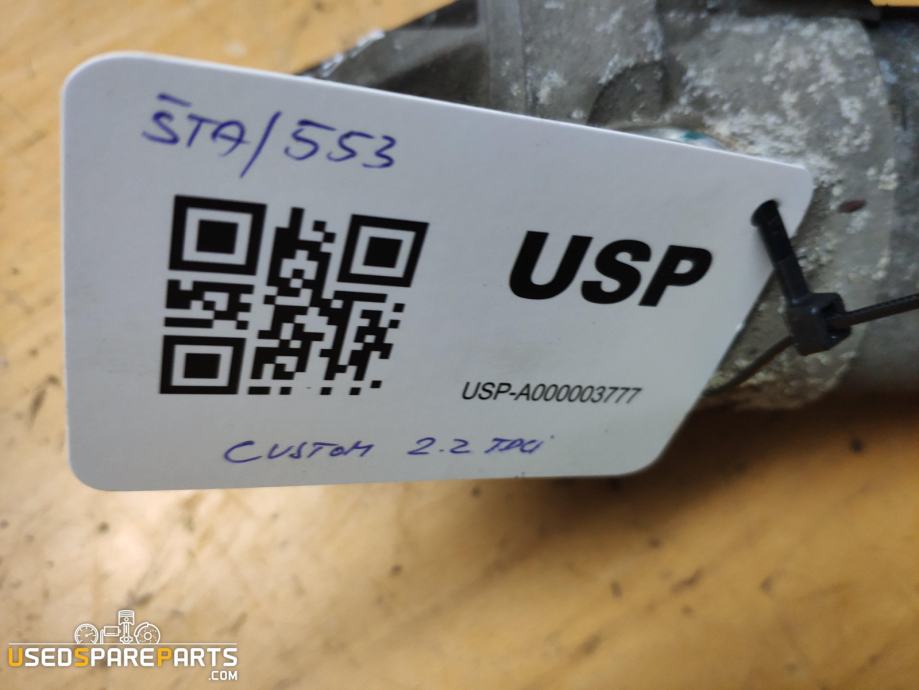 STA/553
USP
USP-A000003777
CUSTOM 2.2 TDCi
USEDSPAREPARTS
.COM